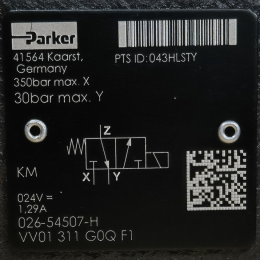 Parker
41564 Kaarst,
Germany
PTS ID: 043HLSTY
350bar max. X
30bar max. Y
Z
X Y
KM
024V =
1,29A
026-54507-H
VV01 311 G0Q F1